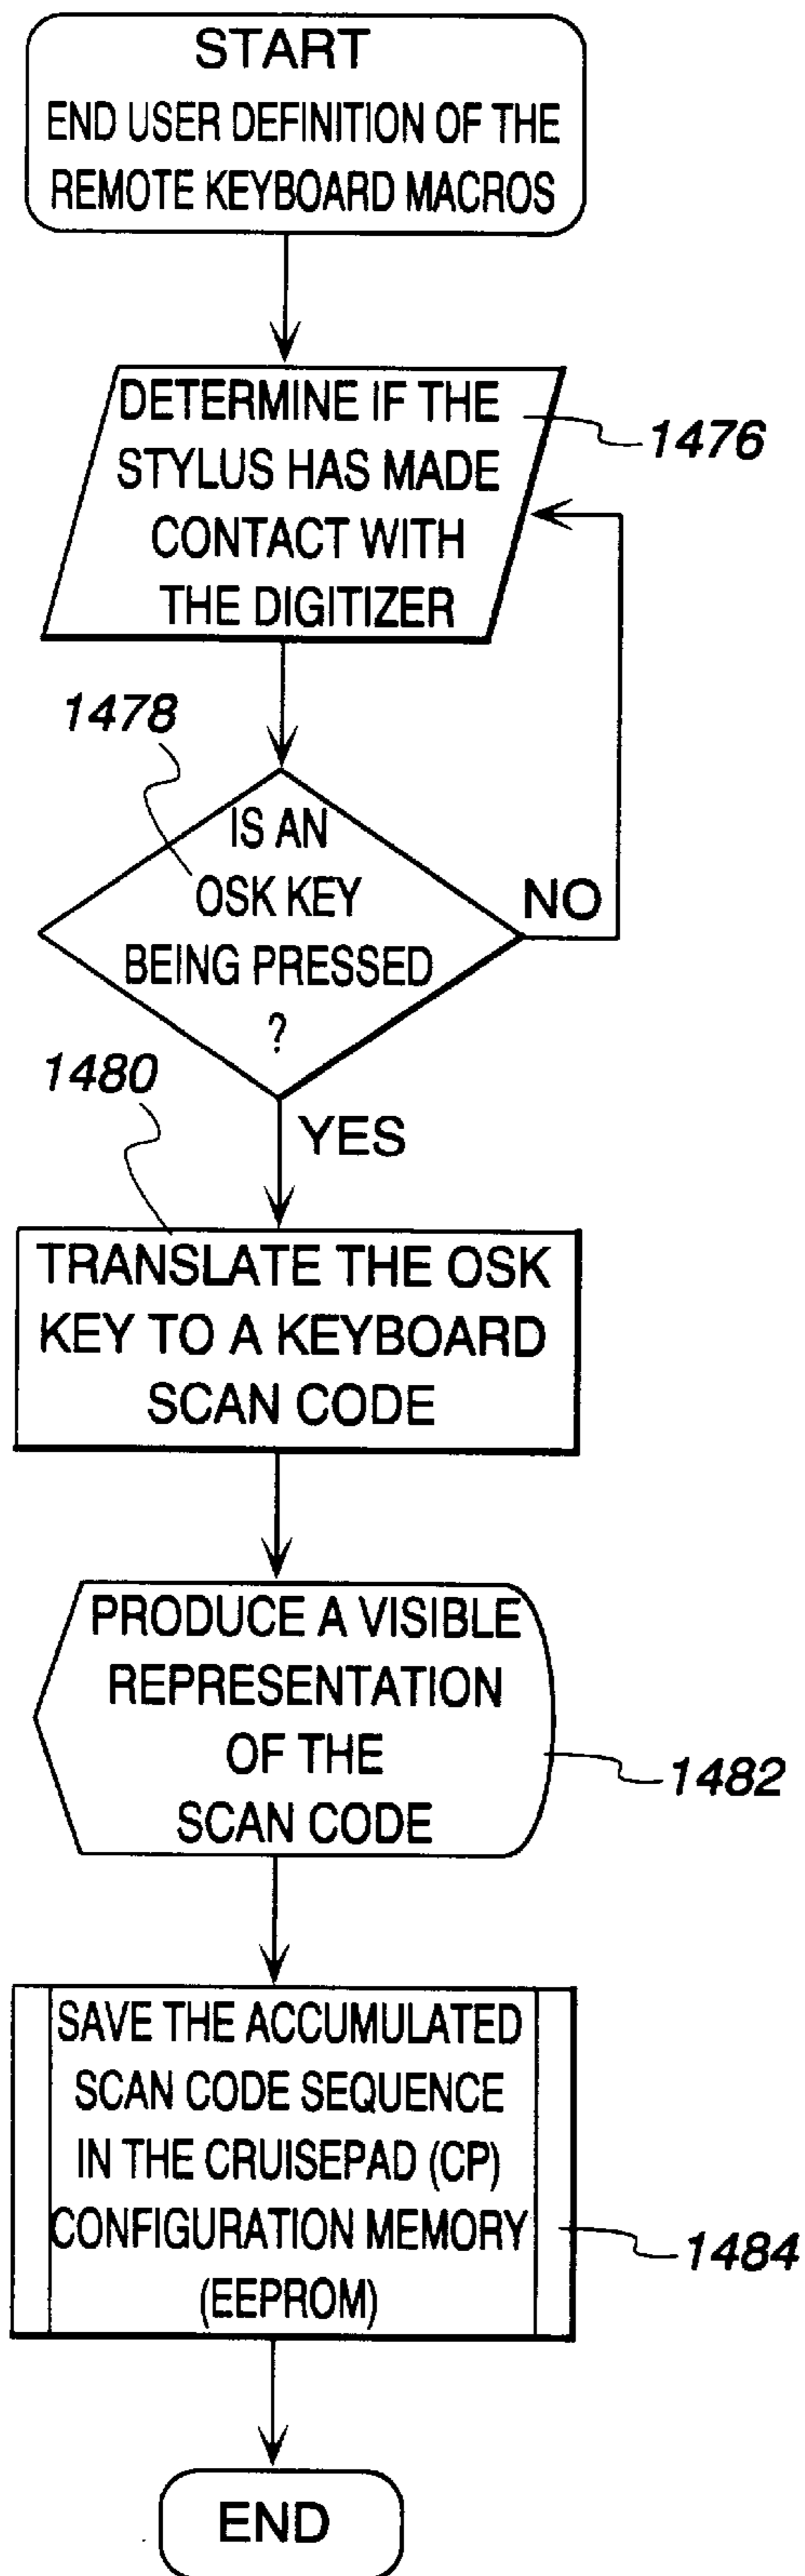 START
END USER DEFINITION OF THE
REMOTE KEYBOARD MACROS
DETERMINE IF THE
STYLUS HAS MADE
CONTACT WITH
THE DIGITIZER
1476
1478
IS AN
OSK KEY
BEING PRESSED
?
NO
1480
YES
TRANSLATE THE OSK
KEY TO A KEYBOARD
SCAN CODE
PRODUCE A VISIBLE
REPRESENTATION
OF THE
SCAN CODE
1482
SAVE THE ACCUMULATED
SCAN CODE SEQUENCE
IN THE CRUISEPAD (CP)
CONFIGURATION MEMORY
(EEPROM)
1484
END